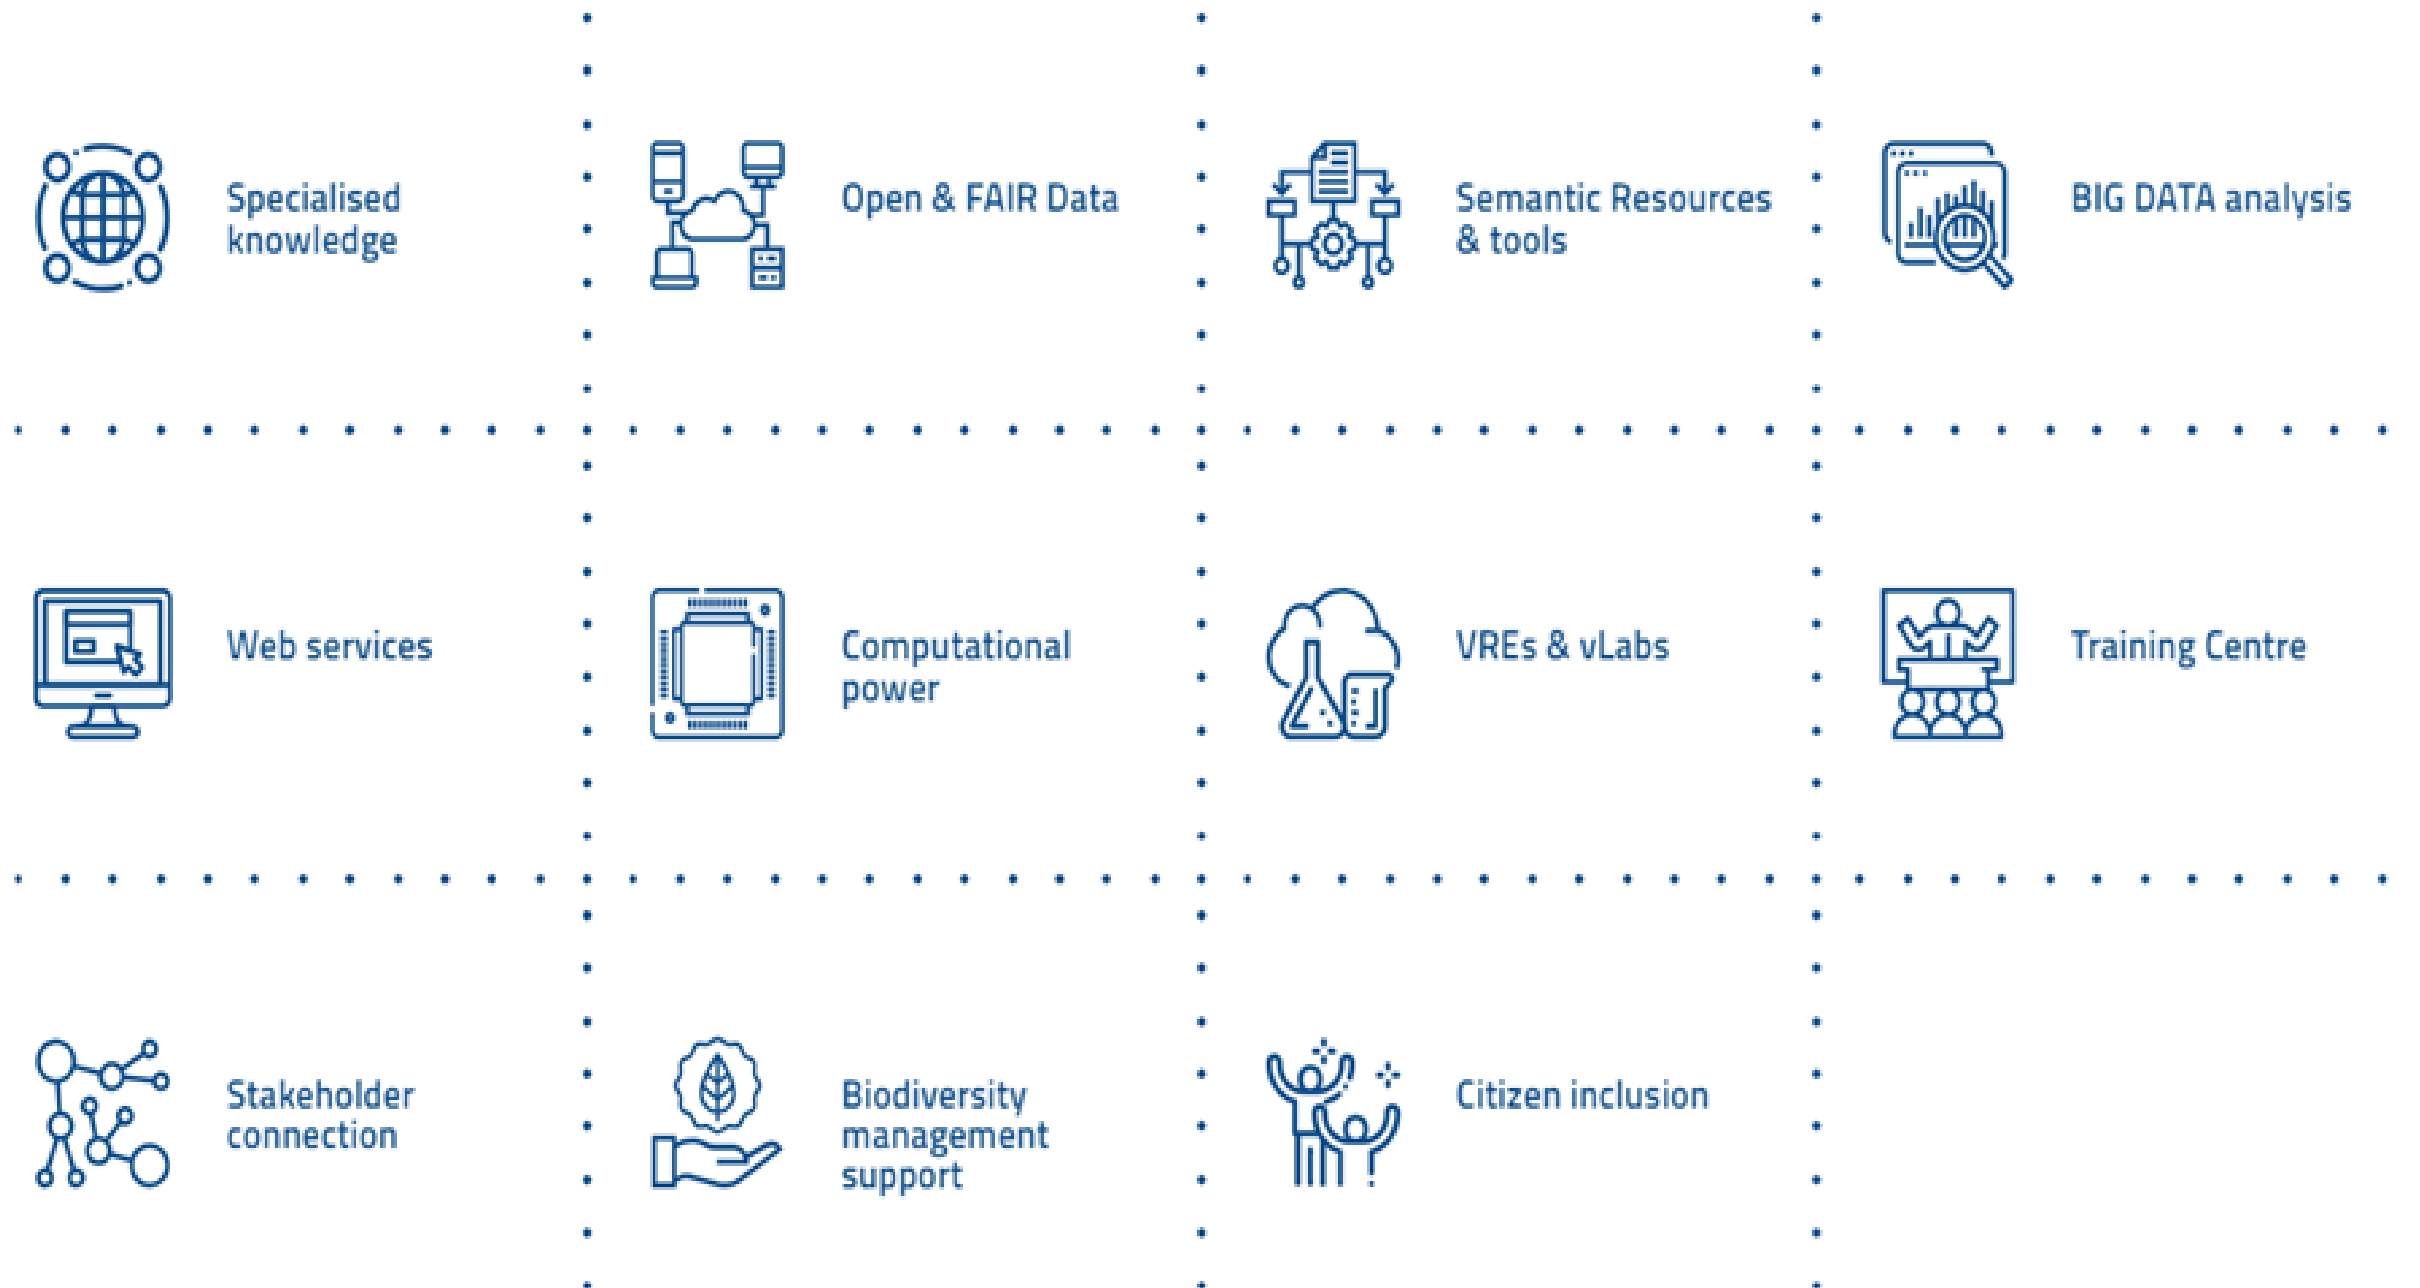 Specialised
knowledge
Open & FAIR Data
Semantic Resources
& tools
BIG DATA analysis
Web services
Computational
power
VREs & vLabs
Training Centre
Stakeholder
connection
Biodiversity
management
support
Citizen inclusion